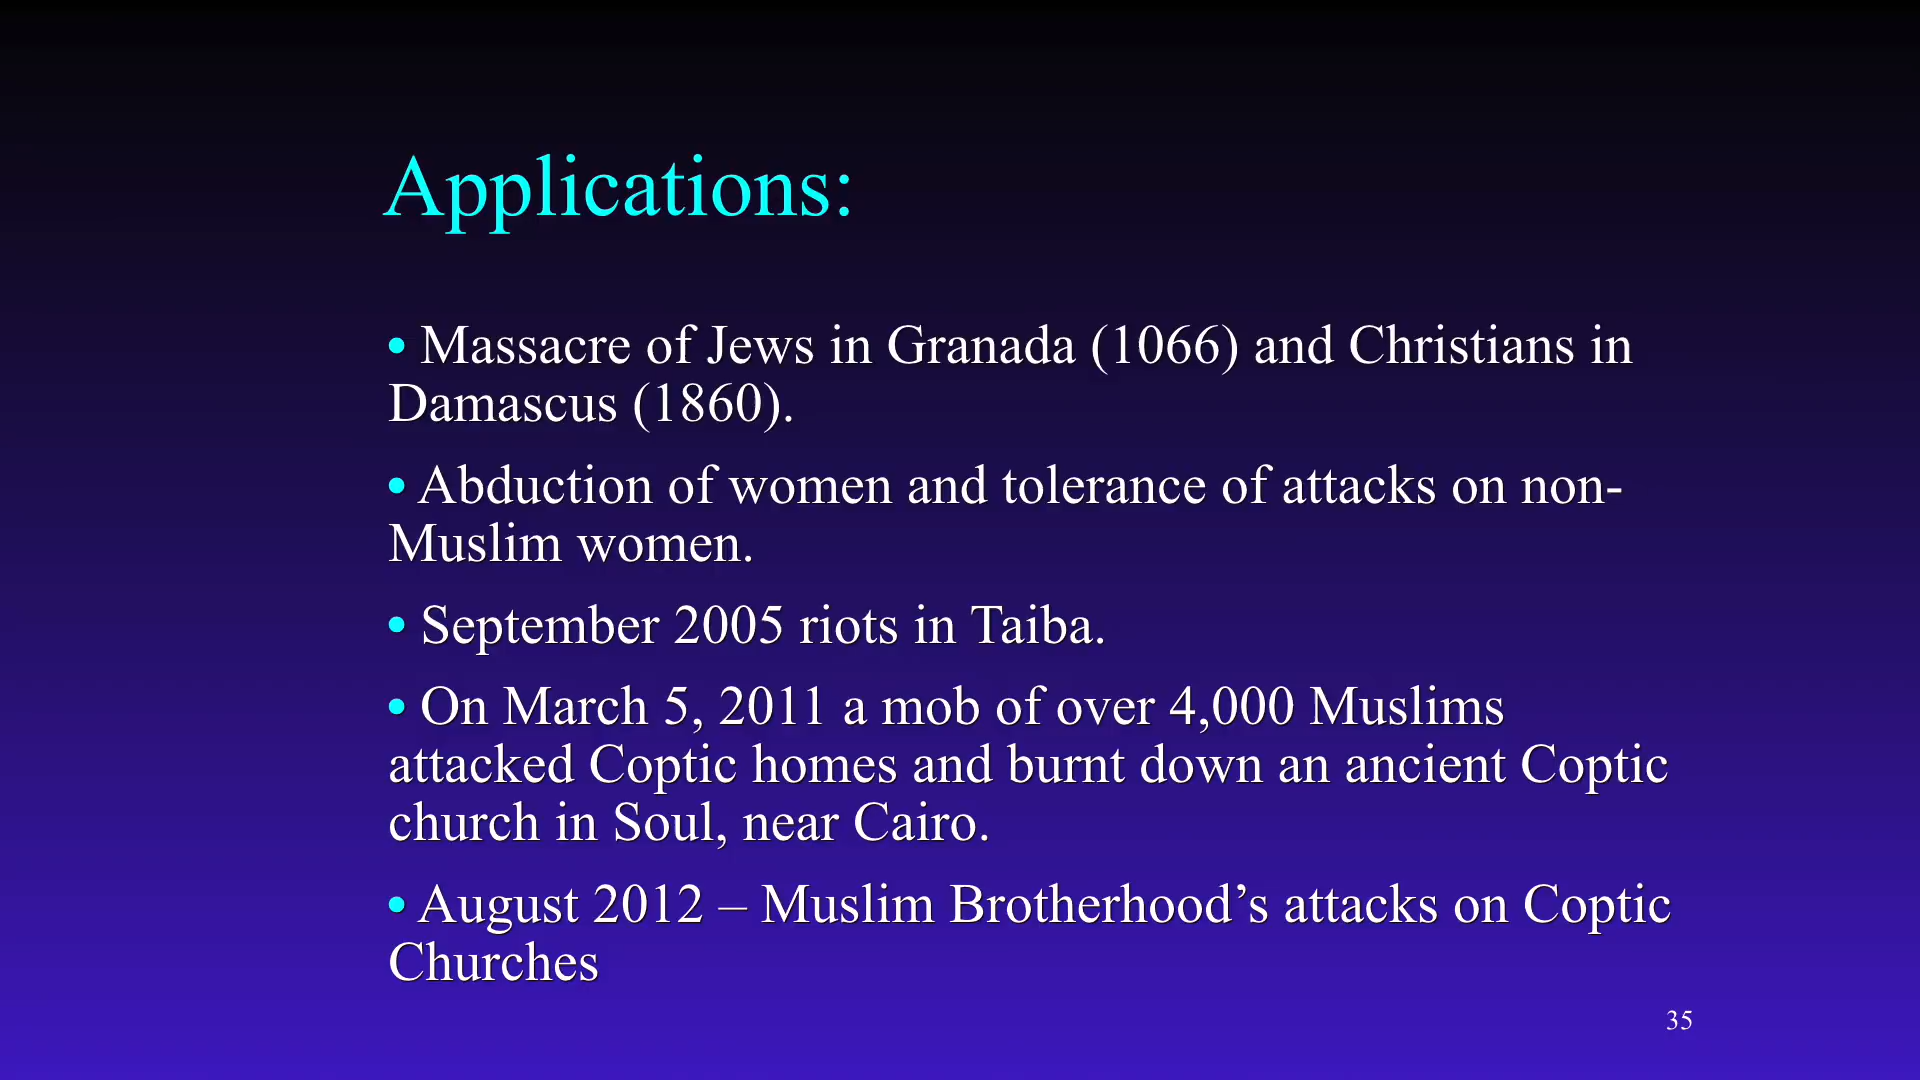 Applications:
• Massacre of Jews in Granada (1066) and Christians in
Damascus (1860).
• Abduction of women and tolerance of attacks on non-
Muslim women.
• September 2005 riots in Taiba.
• On March 5, 2011 a mob of over 4,000 Muslims
attacked Coptic homes and burnt down an ancient Coptic
church in Soul, near Cairo.
• August 2012 – Muslim Brotherhood’s attacks on Coptic
Churches
35